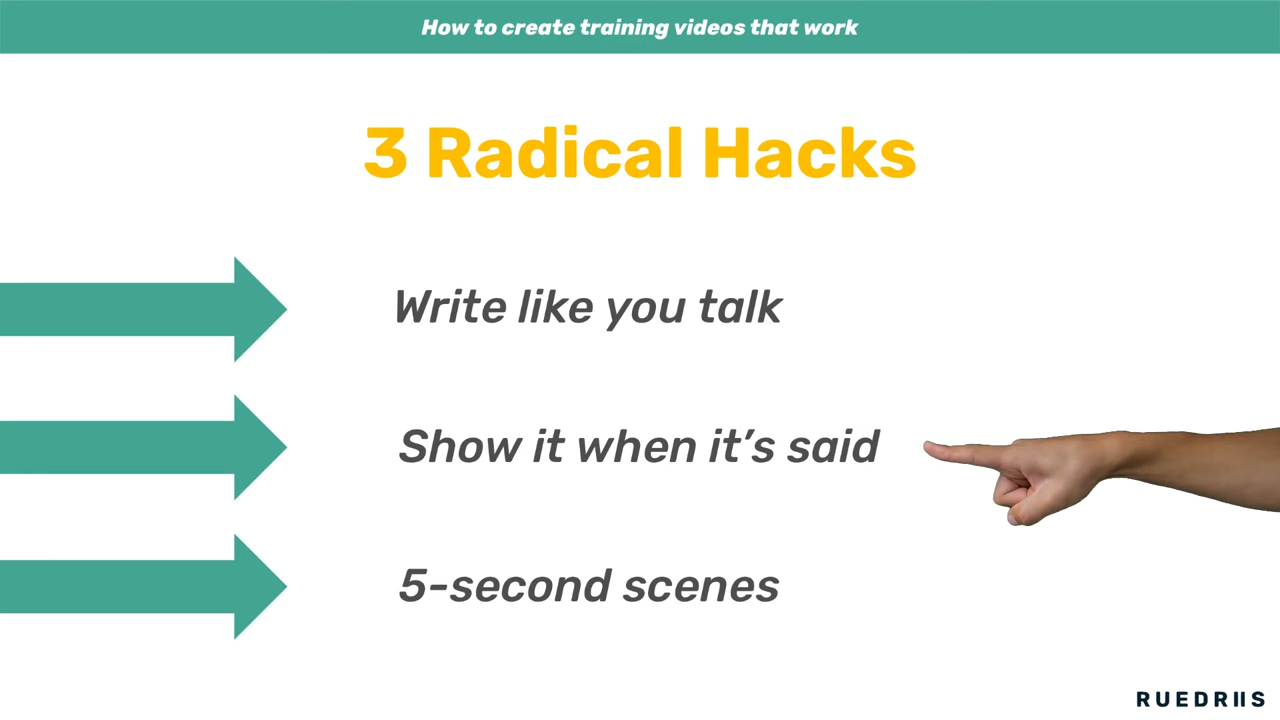 How to create training videos that work
3 Radical Hacks
Write like you talk
Show it when it’s said
5-second scenes
RUEDRIIS